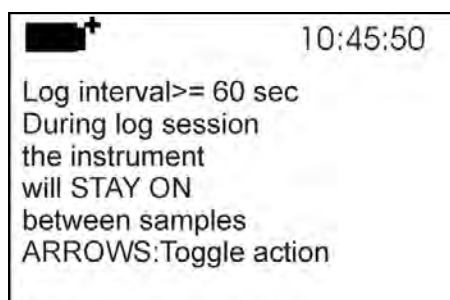 10:45:50
Log interval>= 60 sec
During log session
the instrument
will STAY ON
between samples
ARROWS:Toggle action